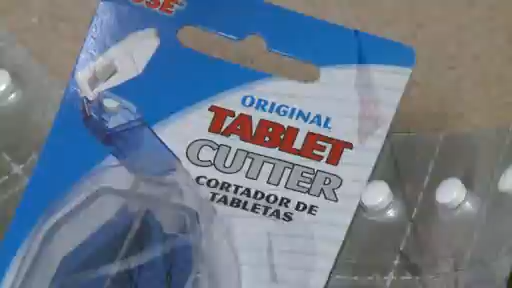 ORIGINAL
TABLET
CUTTER
CORTADOR DE
TABLETAS